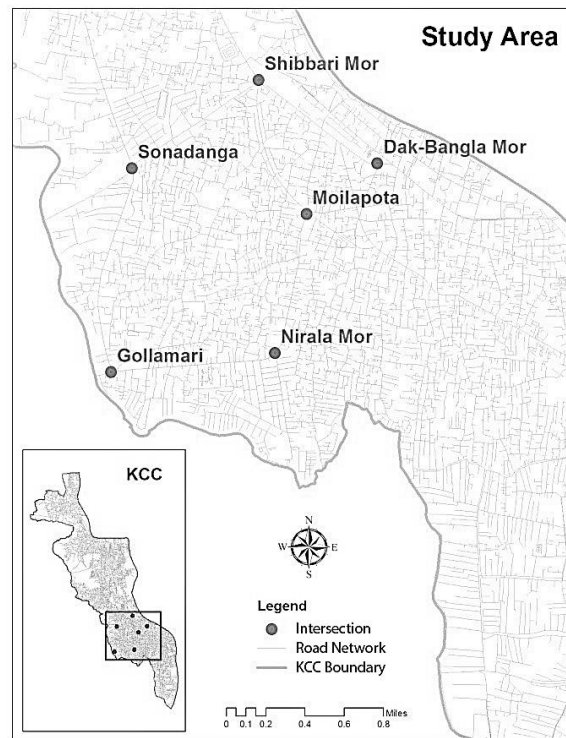 Study Area
Shibbari Mor
Dak-Bangla Mor
Sonadanga
Moilapota
Nirala Mor
Gollamari
KCC
N
W E
S
Legend
Intersection
Road Network
KCC Boundary
Miles
0 0.1 0.2 0.4 0.6 0.8